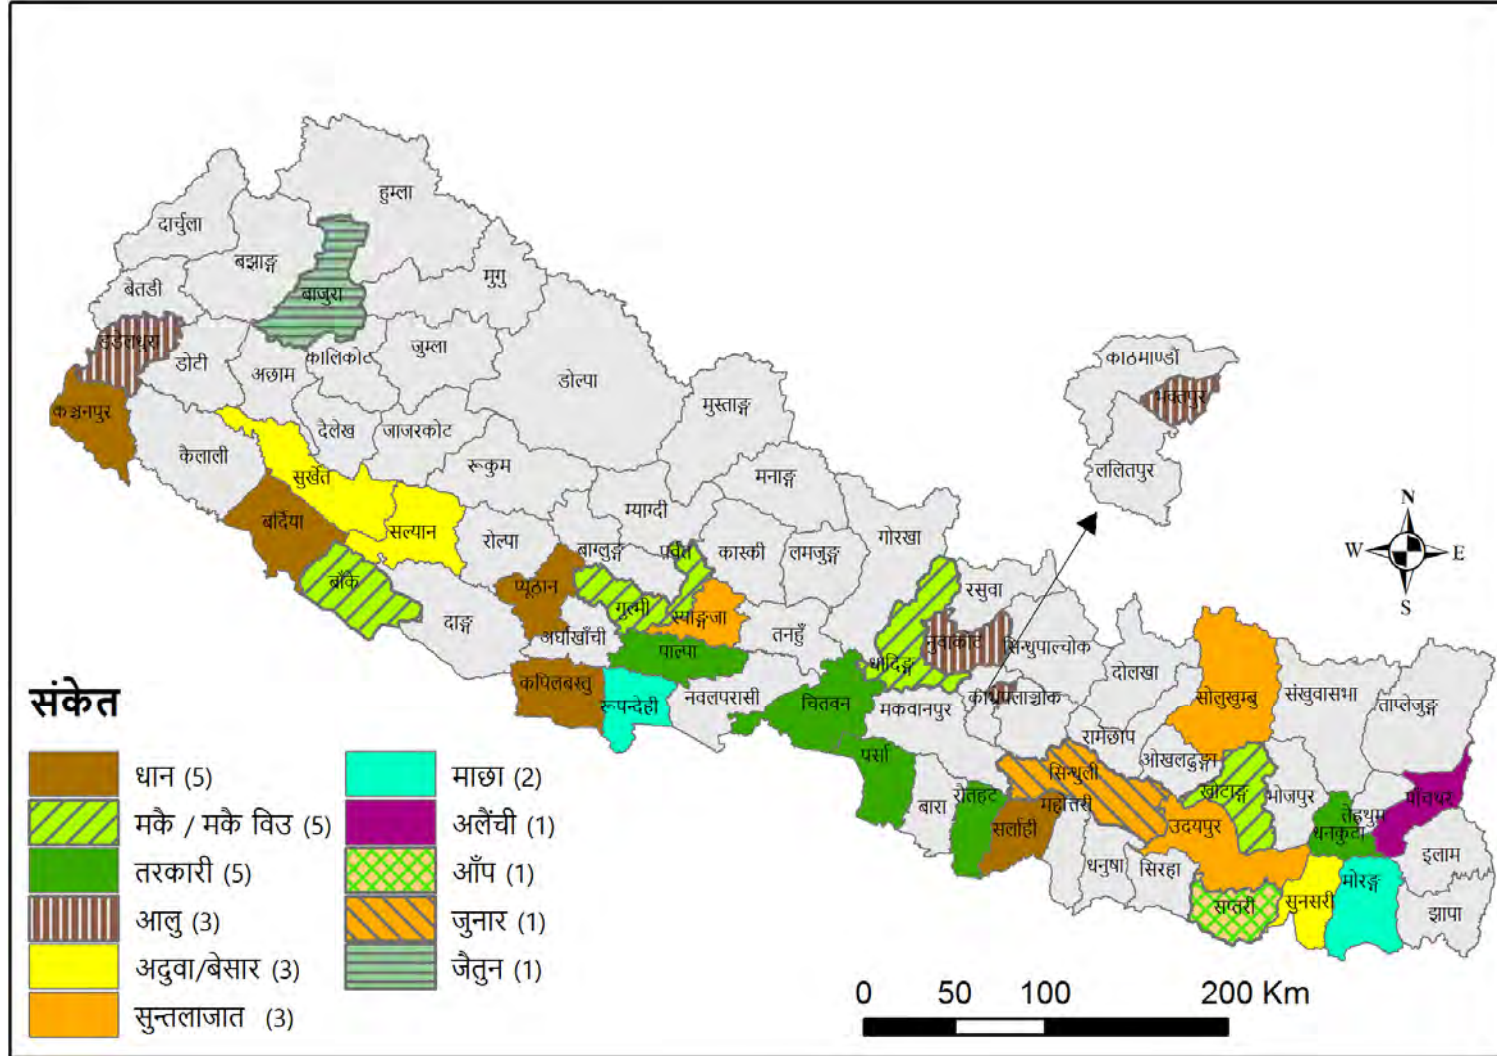 हुम्ला
दार्चुला
बझाङ्ग
मुगु
बेतडी
बाजुरा
डडेलधुरा
डोटी
कालिकोट
जुम्ला
काठमाण्डौ
अछाम
डोल्पा
भक्तपुर
कञ्चनपुर
मुस्ताङ्ग
दैलेख
जाजरकोट
कैलाली
रूकुम
ललितपुर
सुर्खेत
मनाङ्ग
N
म्याग्दी
बर्दिया
सल्यान
रोल्पा
गोरखा
बाग्लुङ्ग
पर्वत
कास्की
लमजुङ्ग
W
E
बाँके
प्यूठान
रसुवा
S
गुल्मी
स्याङ्गजा
दाङ्ग
अर्घाखाँची
तनहुँ
नुवाकोट
सिन्धुपाल्चोक
पाल्पा
धादिङ्ग
दोलखा
कपिलबस्तु
नवलपरासी
चितवन
सोलुखुम्बु
संखुवासभा
ताप्लेजुङ्ग
रूपन्देही
मकवानपुर
रामेछाप
पर्सा
ओखलढुङ्गा
सिन्धुली
बारा
रौतहट
महोत्तरी
खोटाङ्ग
भोजपुर
पाँचथर
सर्लाही
उदयपुर
तेह्रथुम
धनकुटा
धनुषा
सिरहा
इलाम
मोरङ्ग
सप्तरी
सुनसरी
झापा
संकेत
धान (5)
मकै / मकै विउ (5)
तरकारी (5)
आलु (3)
अदुवा/बेसार (3)
सुन्तलाजात (3)
माछा (2)
अलैंची (1)
आँप (1)
जुनार (1)
जैतुन (1)
0 50 100 200 Km